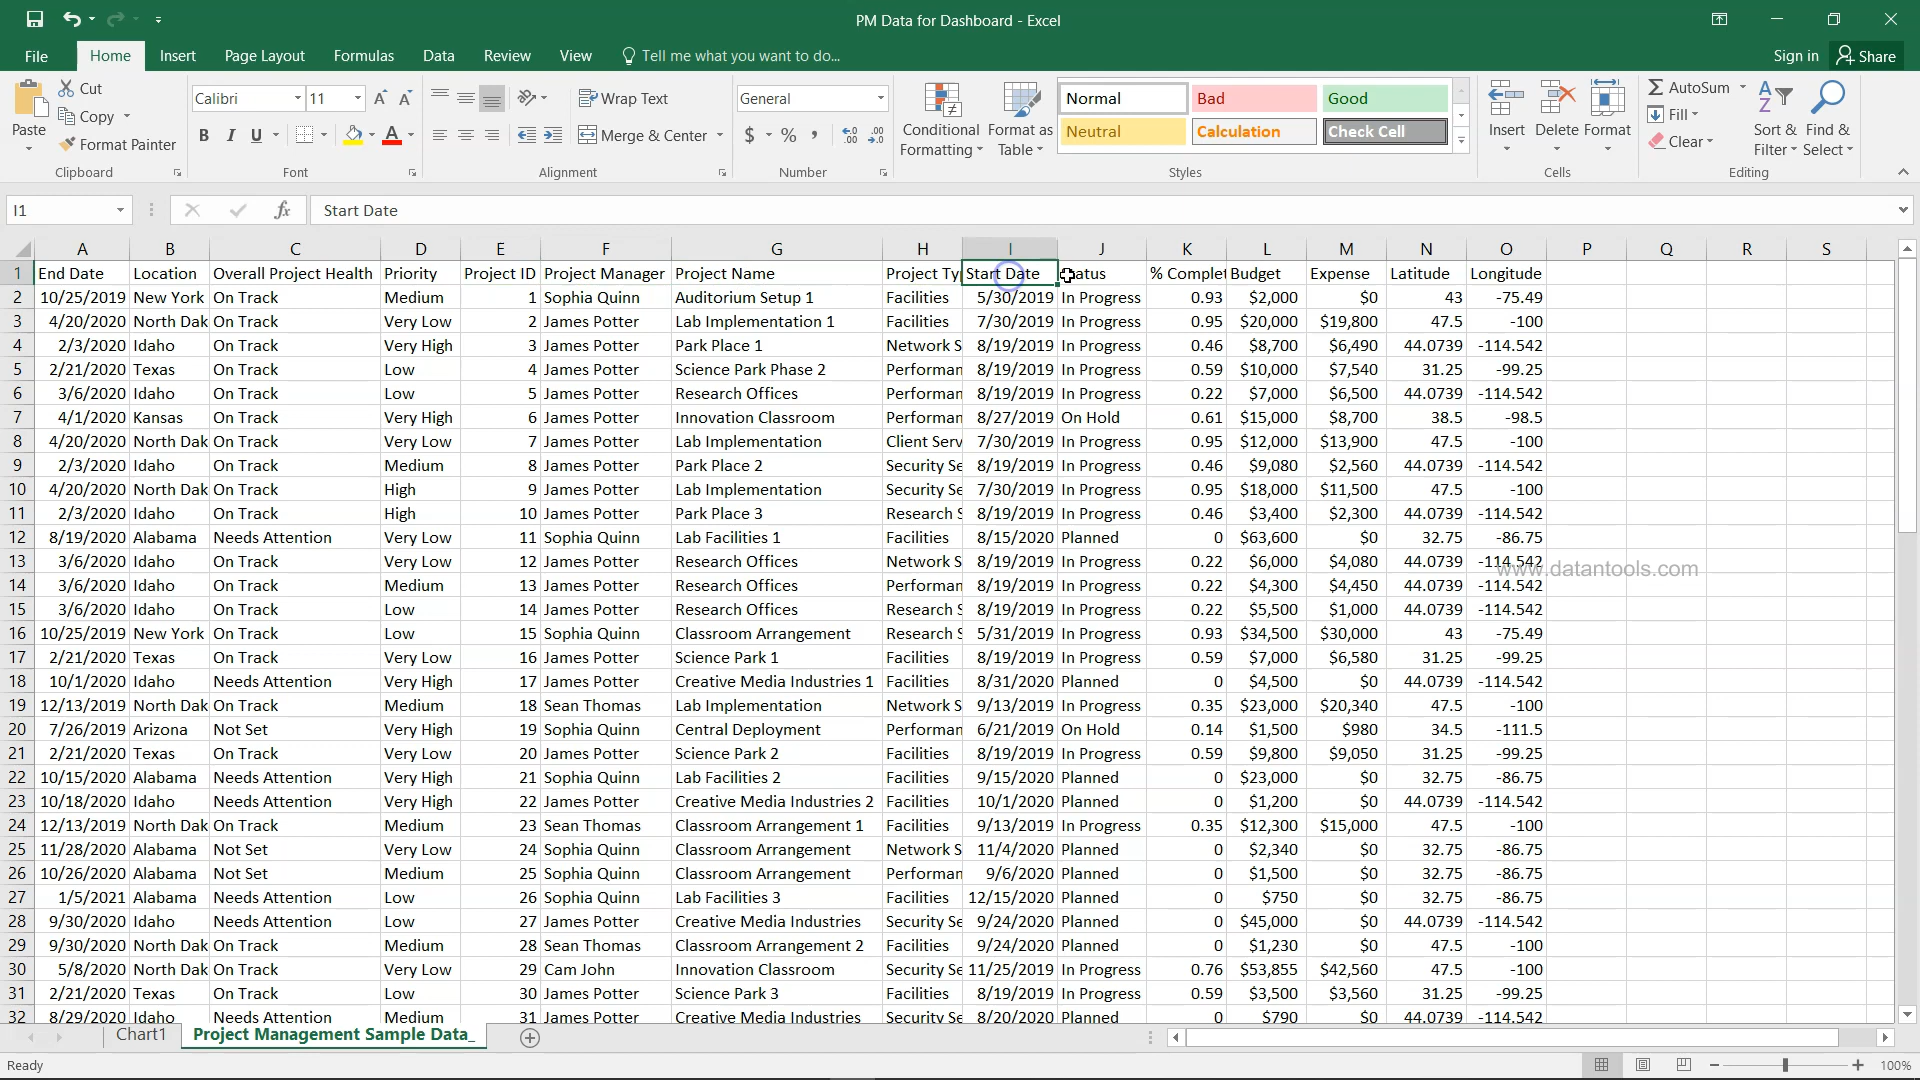 PM Data for Dashboard - Excel
File Home Insert Page Layout Formulas Data Review View Tell me what you want to do... Sign in Share
Paste Cut Copy Format Painter Clipboard
Calibri 11 B I U A A Font
Wrap Text Merge & Center Alignment
General $ % , Number
Conditional Formatting Format as Table
Normal Bad Good
Neutral Calculation Check Cell
Styles
Insert Delete Format Cells
AutoSum Fill Clear Sort & Filter Find & Select Editing
I1 fx Start Date
A B C D E F G H I J K L M N O P Q R S
1 End Date Location Overall Project Health Priority Project ID Project Manager Project Name Project Ty Start Date atus % Complet Budget Expense Latitude Longitude
2 10/25/2019 New York On Track Medium 1 Sophia Quinn Auditorium Setup 1 Facilities 5/30/2019 In Progress 0.93 $2,000 $0 43 -75.49
3 4/20/2020 North Dak On Track Very Low 2 James Potter Lab Implementation 1 Facilities 7/30/2019 In Progress 0.95 $20,000 $19,800 47.5 -100
4 2/3/2020 Idaho On Track Very High 3 James Potter Park Place 1 Network S 8/19/2019 In Progress 0.46 $8,700 $6,490 44.0739 -114.542
5 2/21/2020 Texas On Track Low 4 James Potter Science Park Phase 2 Performan 8/19/2019 In Progress 0.59 $10,000 $7,540 31.25 -99.25
6 3/6/2020 Idaho On Track Low 5 James Potter Research Offices Performan 8/19/2019 In Progress 0.22 $7,000 $6,500 44.0739 -114.542
7 4/1/2020 Kansas On Track Very High 6 James Potter Innovation Classroom Performan 8/27/2019 On Hold 0.61 $15,000 $8,700 38.5 -98.5
8 4/20/2020 North Dak On Track Very Low 7 James Potter Lab Implementation Client Serv 7/30/2019 In Progress 0.95 $12,000 $13,900 47.5 -100
9 2/3/2020 Idaho On Track Medium 8 James Potter Park Place 2 Security Se 8/19/2019 In Progress 0.46 $9,080 $2,560 44.0739 -114.542
10 4/20/2020 North Dak On Track High 9 James Potter Lab Implementation Security Se 7/30/2019 In Progress 0.95 $18,000 $11,500 47.5 -100
11 2/3/2020 Idaho On Track High 10 James Potter Park Place 3 Research S 8/19/2019 In Progress 0.46 $3,400 $2,300 44.0739 -114.542
12 8/19/2020 Alabama Needs Attention Very Low 11 Sophia Quinn Lab Facilities 1 Facilities 8/15/2020 Planned 0 $63,600 $0 32.75 -86.75
13 3/6/2020 Idaho On Track Very Low 12 James Potter Research Offices Network S 8/19/2019 In Progress 0.22 $6,000 $4,080 44.0739 -114.542
www.datantools.com
14 3/6/2020 Idaho On Track Medium 13 James Potter Research Offices Performan 8/19/2019 In Progress 0.22 $4,300 $4,450 44.0739 -114.542
15 3/6/2020 Idaho On Track Low 14 James Potter Research Offices Research S 8/19/2019 In Progress 0.22 $5,500 $1,000 44.0739 -114.542
16 10/25/2019 New York On Track Low 15 Sophia Quinn Classroom Arrangement Research S 5/31/2019 In Progress 0.93 $34,500 $30,000 43 -75.49
17 2/21/2020 Texas On Track Very Low 16 James Potter Science Park 1 Facilities 8/19/2019 In Progress 0.59 $7,000 $6,580 31.25 -99.25
18 10/1/2020 Idaho Needs Attention Very High 17 James Potter Creative Media Industries 1 Facilities 8/31/2020 Planned 0 $4,500 $0 44.0739 -114.542
19 12/13/2019 North Dak On Track Medium 18 Sean Thomas Lab Implementation Network S 9/13/2019 In Progress 0.35 $23,000 $20,340 47.5 -100
20 7/26/2019 Arizona Not Set Very High 19 Sophia Quinn Central Deployment Performan 6/21/2019 On Hold 0.14 $1,500 $980 34.5 -111.5
21 2/21/2020 Texas On Track Very Low 20 James Potter Science Park 2 Facilities 8/19/2019 In Progress 0.59 $9,800 $9,050 31.25 -99.25
22 10/15/2020 Alabama Needs Attention Very High 21 Sophia Quinn Lab Facilities 2 Facilities 9/15/2020 Planned 0 $23,000 $0 32.75 -86.75
23 10/18/2020 Idaho Needs Attention Very High 22 James Potter Creative Media Industries 2 Facilities 10/1/2020 Planned 0 $1,200 $0 44.0739 -114.542
24 12/13/2019 North Dak On Track Medium 23 Sean Thomas Classroom Arrangement 1 Facilities 9/13/2019 In Progress 0.35 $12,300 $15,000 47.5 -100
25 11/28/2020 Alabama Not Set Very Low 24 Sophia Quinn Classroom Arrangement Network S 11/4/2020 Planned 0 $2,340 $0 32.75 -86.75
26 10/26/2020 Alabama Not Set Medium 25 Sophia Quinn Classroom Arrangement Performan 9/6/2020 Planned 0 $1,500 $0 32.75 -86.75
27 1/5/2021 Alabama Needs Attention Low 26 Sophia Quinn Lab Facilities 3 Facilities 12/15/2020 Planned 0 $750 $0 32.75 -86.75
28 9/30/2020 Idaho Needs Attention Low 27 James Potter Creative Media Industries Security Se 9/24/2020 Planned 0 $45,000 $0 44.0739 -114.542
29 9/30/2020 North Dak On Track Medium 28 Sean Thomas Classroom Arrangement 2 Facilities 9/24/2020 Planned 0 $1,230 $0 47.5 -100
30 5/8/2020 North Dak On Track Very Low 29 Cam John Innovation Classroom Security Se 11/25/2019 In Progress 0.76 $53,855 $42,560 47.5 -100
31 2/21/2020 Texas On Track Low 30 James Potter Science Park 3 Facilities 8/19/2019 In Progress 0.59 $3,500 $3,560 31.25 -99.25
32 8/29/2020 Idaho Needs Attention Medium 31 James Potter Creative Media Industries Security Se 8/20/2020 Planned 0 $790 $0 44.0739 -114.542
Chart1 Project Management Sample Data_
Ready 100%